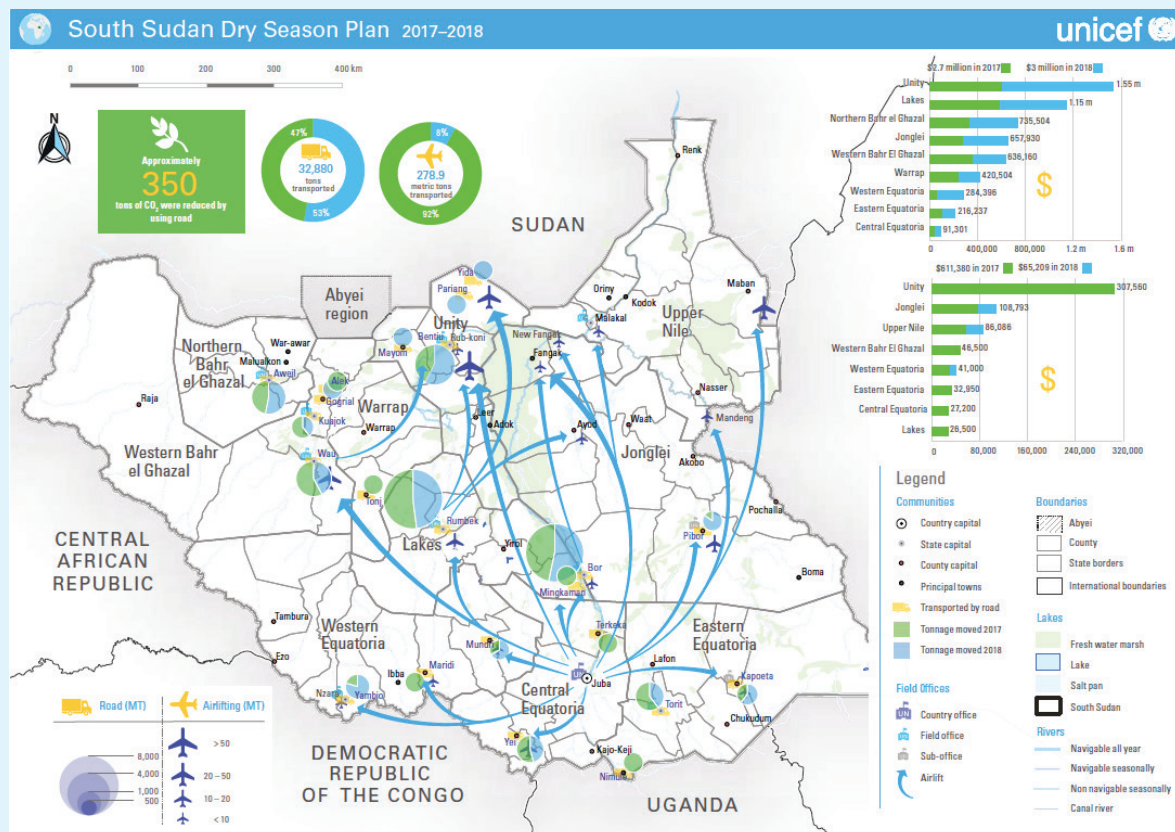 South Sudan Dry Season Plan 2017–2018
unicef
0 100 200 300 400 km
N
Approximately
350
tons of CO₂ were reduced by
using road
47%
32,880
tons
transported
53%
8%
278.9
metric tons
transported
92%
$2.7 million in 2017 $3 million in 2018
Unity 1.55 m
Lakes 1.15 m
Northern Bahr el Ghazal 735,504
Jonglei 657,930
Western Bahr El Ghazal 636,160
Warrap 420,504
Western Equatoria 284,396
Eastern Equatoria 216,237
Central Equatoria 91,301
0 400,000 800,000 1.2 m 1.6 m
$
$611,380 in 2017 $65,209 in 2018
Unity 307,560
Jonglei 108,793
Upper Nile 86,086
Western Bahr El Ghazal 46,500
Western Equatoria 41,000
Eastern Equatoria 32,950
Central Equatoria 27,200
Lakes 26,500
0 80,000 160,000 240,000 320,000
$
SUDAN
Renk
Abyei
region
Yida
Pariang
Unity
Bentiu
Rub-koni
Mayom
Oriny
Kodok
Malakal
Maban
Upper
Nile
New Fangak
Fangak
Northern
Bahr
el Ghazal
War-awar
Malualkon
Aweil
Alek
Gogrial
Kuajok
Warrap
Warrap
Raja
Western Bahr
el Ghazal
Wau
Leer
Adok
Ayod
Waat
Nasser
Mandeng
Jonglei
Akobo
Pochalla
Tonj
Rumbek
Lakes
Yirol
Pibor
Boma
Bor
Mingkaman
CENTRAL
AFRICAN
REPUBLIC
Tambura
Ezo
Western
Equatoria
Ibba
Maridi
Mundri
Nzara
Yambio
Terkeka
Eastern
Equatoria
Lafon
Kapoeta
UN
Juba
Central
Equatoria
Torit
Chukudum
Yei
Kajo-Keji
Nimule
DEMOCRATIC
REPUBLIC
OF THE CONGO
UGANDA
Road (MT) Airlifting (MT)
8,000
4,000
1,000
500
> 50
20 – 50
10 – 20
< 10
Legend
Communities
Country capital
State capital
County capital
Principal towns
Transported by road
Tonnage moved 2017
Tonnage moved 2018
Field Offices
UN Country office
Field office
Sub-office
Airlift
Boundaries
Abyei
County
State borders
International boundaries
Lakes
Fresh water marsh
Lake
Salt pan
South Sudan
Rivers
Navigable all year
Navigable seasonally
Non navigable seasonally
Canal river